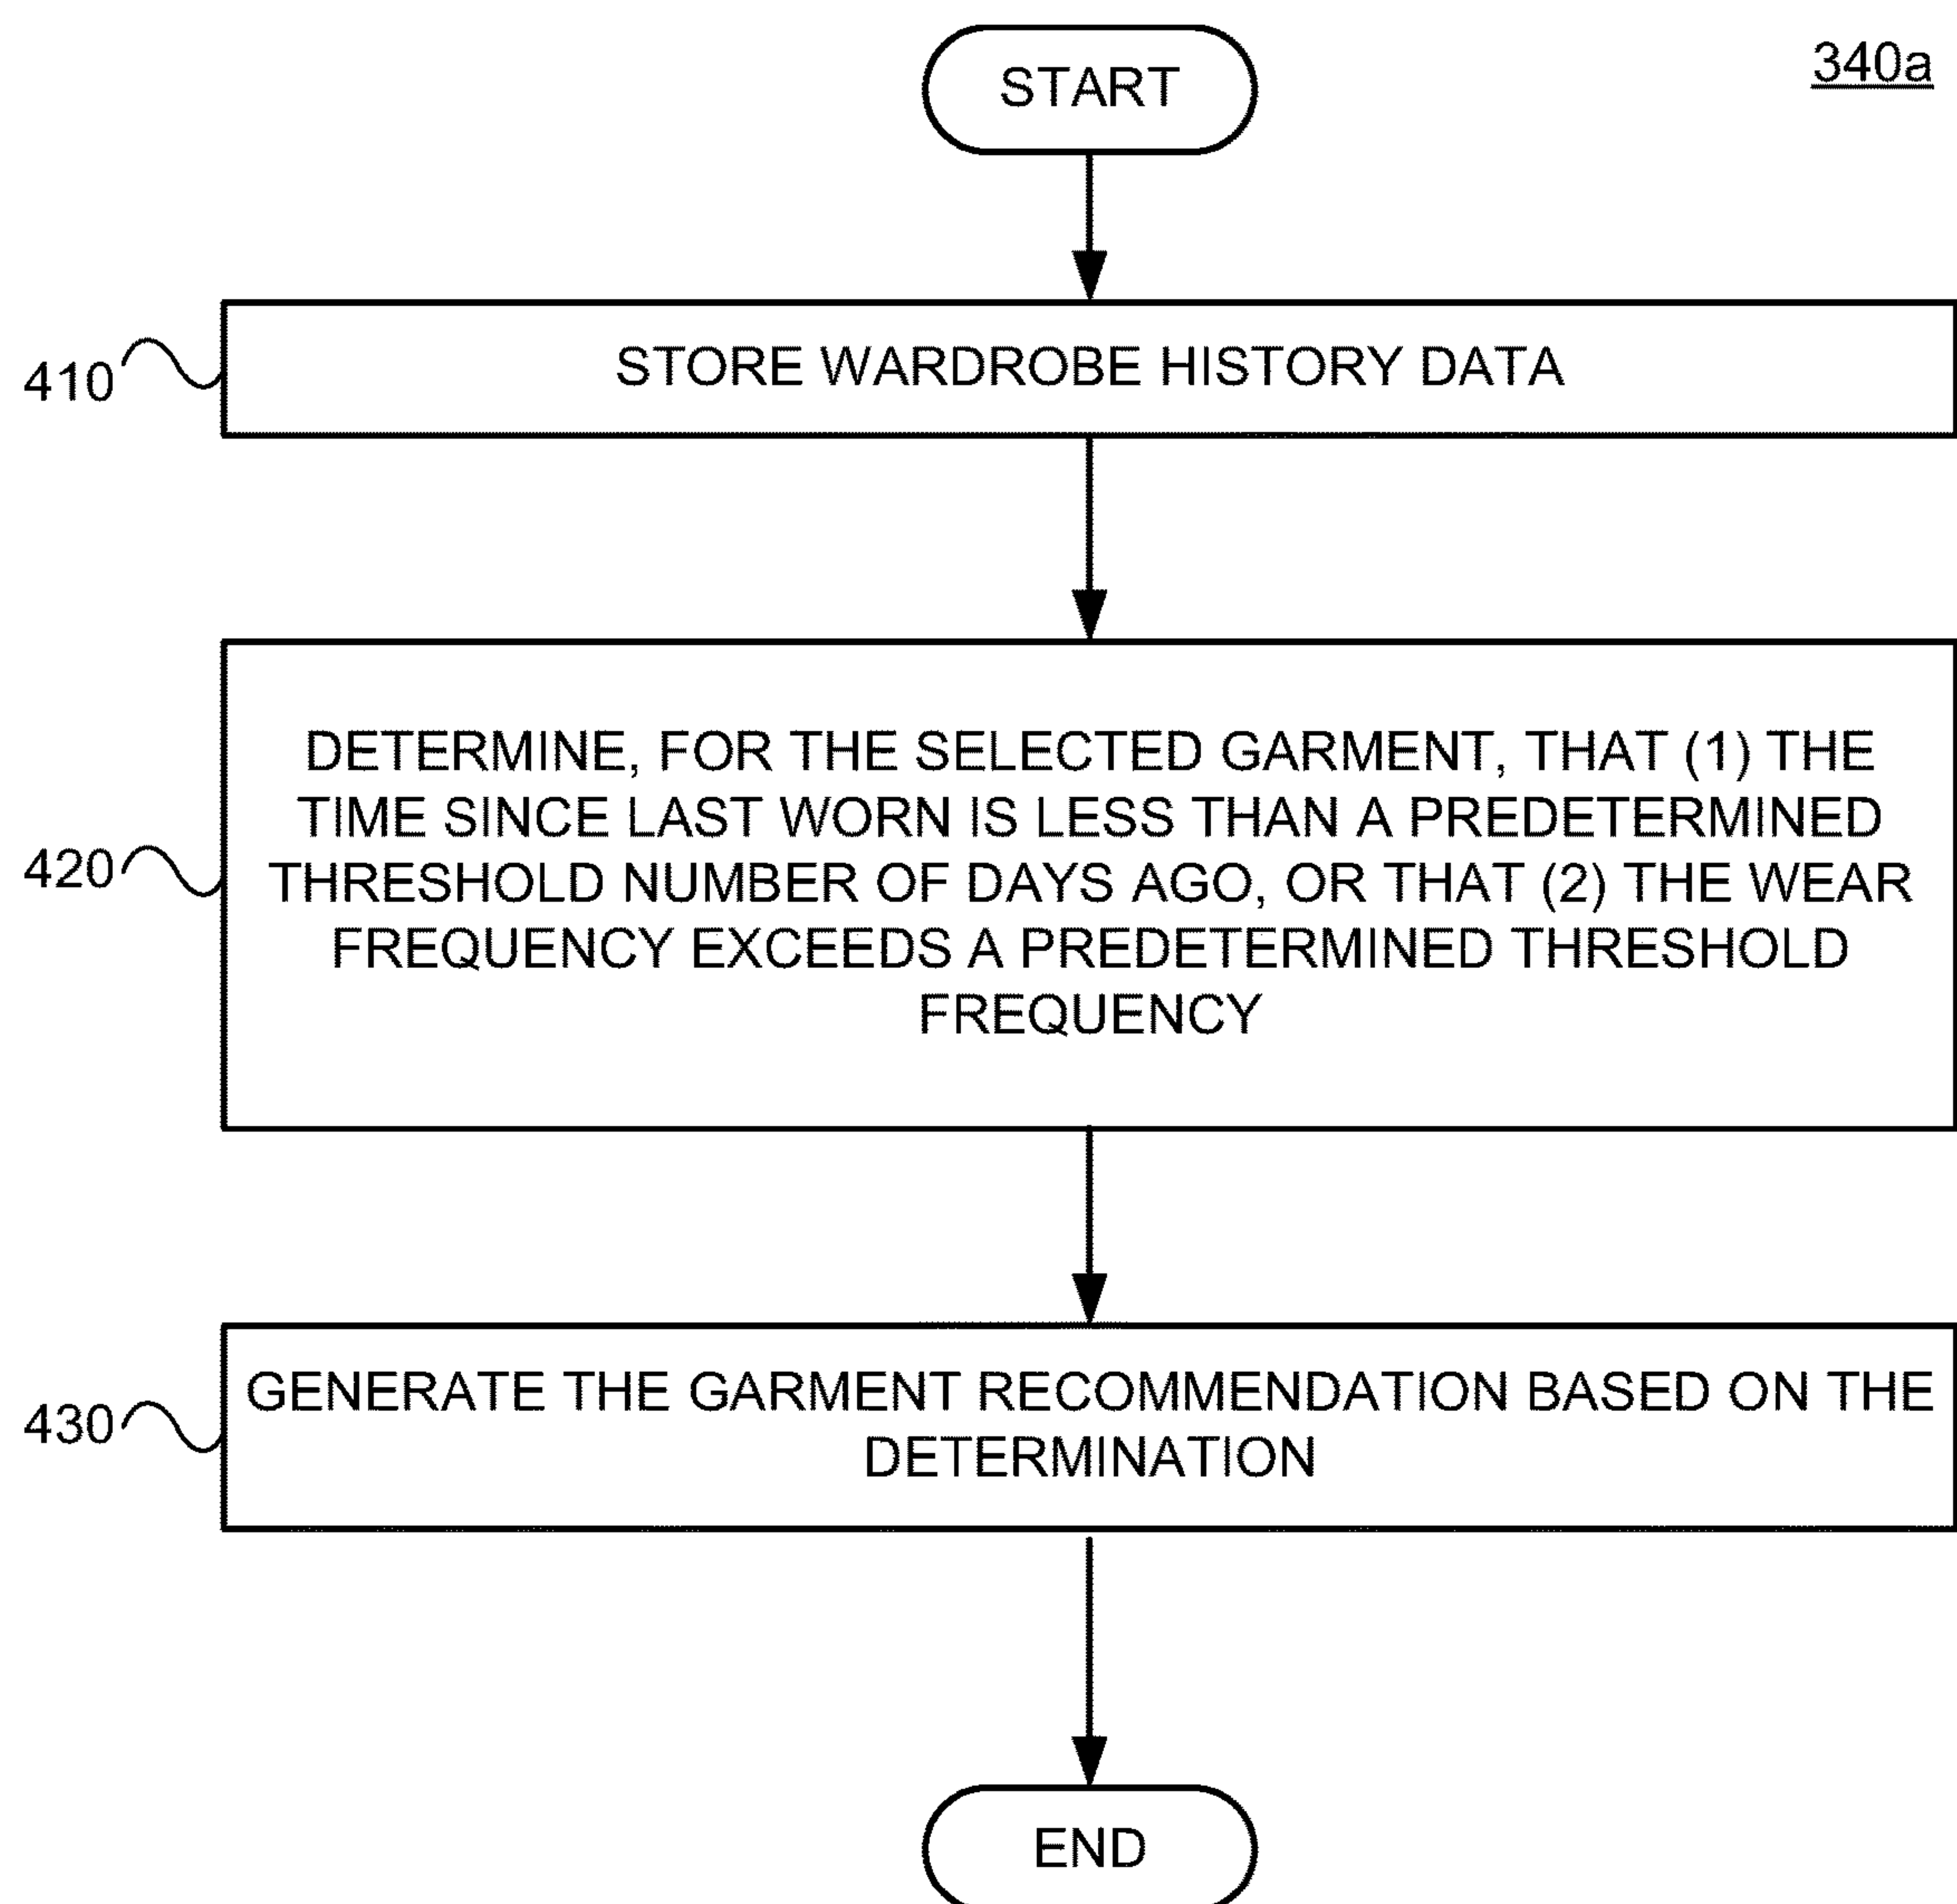 START
340a
410
STORE WARDROBE HISTORY DATA
420
DETERMINE, FOR THE SELECTED GARMENT, THAT (1) THE
TIME SINCE LAST WORN IS LESS THAN A PREDETERMINED
THRESHOLD NUMBER OF DAYS AGO, OR THAT (2) THE WEAR
FREQUENCY EXCEEDS A PREDETERMINED THRESHOLD
FREQUENCY
430
GENERATE THE GARMENT RECOMMENDATION BASED ON THE
DETERMINATION
END